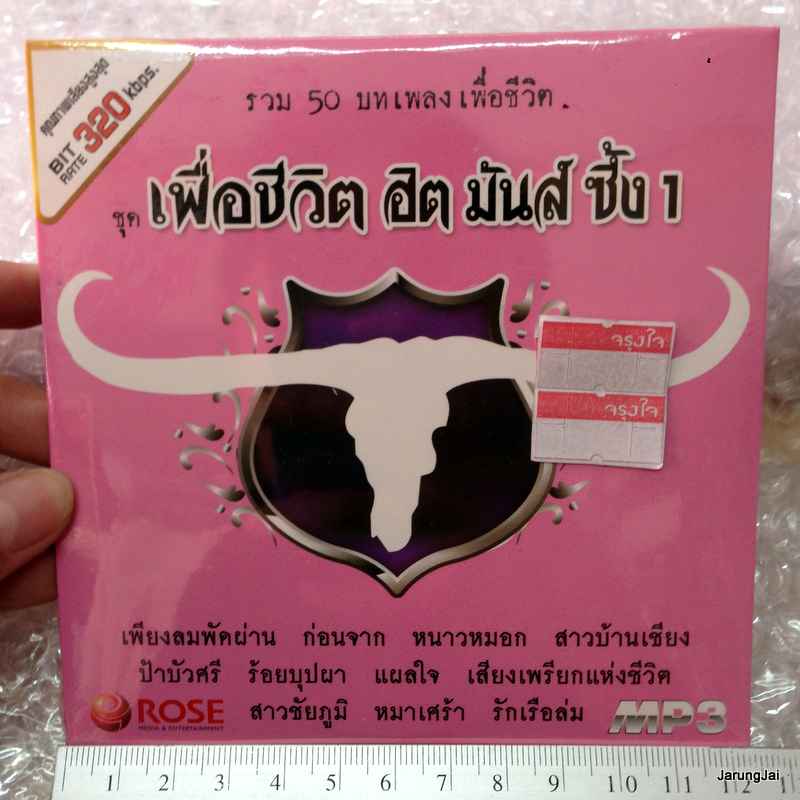 คุณภาพเสียงสูงสุด
BIT RATE 320 kbps.
รวม 50 บทเพลง เพื่อชีวิต.
ชุด เพื่อชีวิต ฮิต มันส์ ซึ้ง 1
จรุงใจ
จรุงใจ
เพียงลมพัดผ่าน ก่อนจาก หนาวหมอก สาวบ้านเชียง
ป้าบัวศรี ร้อยบุปผา แผลใจ เสียงเพรียกแห่งชีวิต
สาวชัยภูมิ หมาเศร้า รักเรือล่ม
ROSE
MEDIA & ENTERTAINMENT
MP3
1 2 3 4 5 6 7 8 9 10 11 12
JarungJai